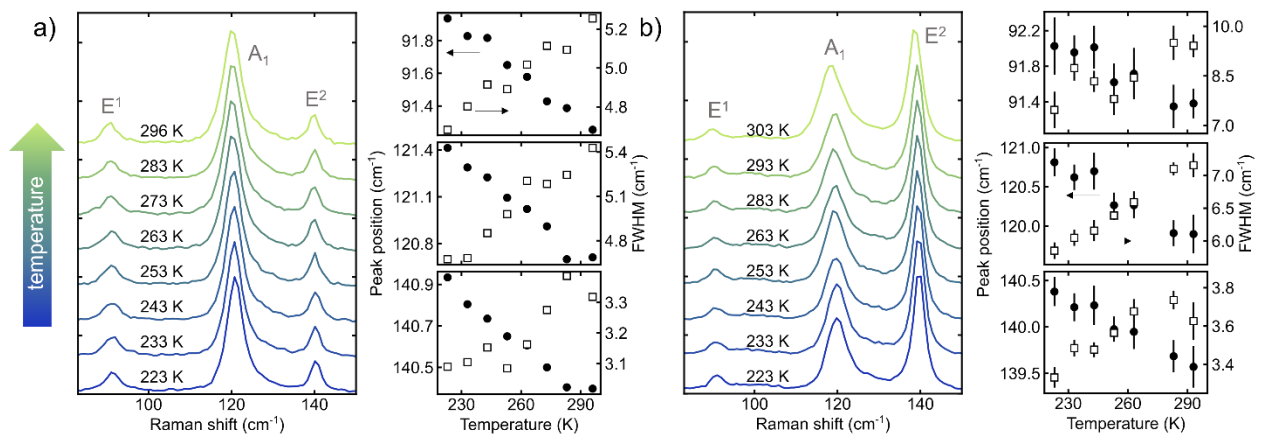 a)
temperature
E¹
A₁
E²
296 K
283 K
273 K
263 K
253 K
243 K
233 K
223 K
100
120
140
Raman shift (cm⁻¹)
91.8
91.6
91.4
5.2
5.0
4.8
121.4
121.1
120.8
5.4
5.1
4.8
140.9
140.7
140.5
3.3
3.2
3.1
Peak position (cm⁻¹)
FWHM (cm⁻¹)
230
260
290
Temperature (K)
b)
E¹
A₁
E²
303 K
293 K
283 K
263 K
253 K
243 K
233 K
223 K
100
120
140
Raman shift (cm⁻¹)
92.2
91.8
91.4
10.0
8.5
7.0
121.0
120.5
120.0
7.0
6.5
6.0
140.5
140.0
139.5
3.8
3.6
3.4
Peak position (cm⁻¹)
FWHM (cm⁻¹)
230
260
290
Temperature (K)